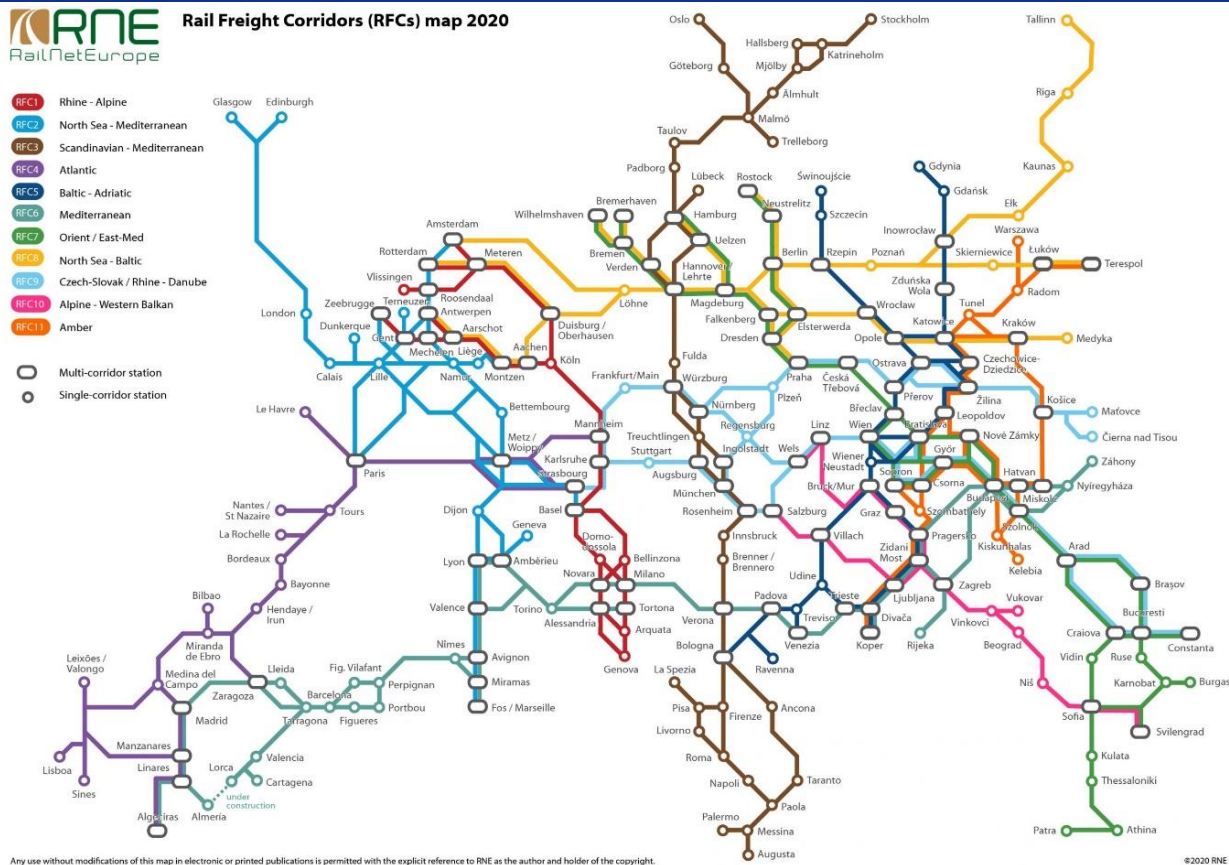 RNE
RailNetEurope
Rail Freight Corridors (RFCs) map 2020
RFC1 Rhine - Alpine
RFC2 North Sea - Mediterranean
RFC3 Scandinavian - Mediterranean
RFC4 Atlantic
RFC5 Baltic - Adriatic
RFC6 Mediterranean
RFC7 Orient / East-Med
RFC8 North Sea - Baltic
RFC9 Czech-Slovak / Rhine - Danube
RFC10 Alpine - Western Balkan
RFC11 Amber
Multi-corridor station
Single-corridor station
Oslo
Stockholm
Tallinn
Hallsberg
Katrineholm
Göteborg
Mjölby
Älmhult
Riga
Glasgow
Edinburgh
Malmö
Taulov
Trelleborg
Padborg
Gdynia
Kaunas
Lübeck
Rostock
Świnoujście
Gdańsk
Wilhelmshaven
Bremerhaven
Hamburg
Neustrelitz
Szczecin
Ełk
Amsterdam
Uelzen
Inowrocław
Warszawa
Rotterdam
Meteren
Bremen
Verden
Hannover/
Lehrte
Berlin
Rzepin
Poznań
Skierniewice
Łuków
Terespol
Vlissingen
Roosendaal
Löhne
Magdeburg
Zduńska
Wola
Radom
Zeebrugge
Terneuzen
Antwerpen
London
Dunkerque
Gent
Aarschot
Duisburg /
Oberhausen
Falkenberg
Elsterwerda
Wrocław
Tunel
Katowice
Kraków
Mechelen
Liège
Aachen
Dresden
Opole
Medyka
Calais
Lille
Namur
Montzen
Köln
Fulda
Praha
Česká
Třebová
Ostrava
Czechowice-
Dziedzice
Frankfurt/Main
Würzburg
Plzeň
Přerov
Žilina
Košice
Le Havre
Bettembourg
Nürnberg
Břeclav
Leopoldov
Maťovce
Mannheim
Regensburg
Linz
Wien
Bratislava
Nové Zámky
Čierna nad Tisou
Metz /
Woippy
Treuchtlingen
Stuttgart
Ingolstadt
Wels
Wiener
Neustadt
Győr
Hatvan
Záhony
Paris
Karlsruhe
Strasbourg
Augsburg
München
Bruck/Mur
Sopron
Csorna
Budapest
Miskolc
Nyíregyháza
Nantes /
St Nazaire
Tours
Dijon
Basel
Rosenheim
Salzburg
Graz
Szombathely
Szolnok
La Rochelle
Geneva
Domo-
dossola
Innsbruck
Villach
Pragersko
Kiskunhalas
Arad
Bordeaux
Lyon
Ambérieu
Bellinzona
Brenner /
Brennero
Zidani
Most
Kelebia
Bayonne
Novara
Milano
Udine
Ljubljana
Zagreb
Brașov
Bilbao
Hendaye /
Irun
Valence
Torino
Tortona
Verona
Padova
Treviso
Trieste
Divača
Vukovar
Vinkovci
București
Alessandria
Arquata
Venezia
Koper
Rijeka
Beograd
Craiova
Constanta
Miranda
de Ebro
Nîmes
Avignon
Genova
Bologna
Ravenna
Vidin
Ruse
Leixões /
Valongo
Medina del
Campo
Lleida
Fig. Vilafant
Perpignan
La Spezia
Niš
Karnobat
Burgas
Zaragoza
Barcelona
Miramas
Madrid
Tarragona
Figueres
Portbou
Fos / Marseille
Pisa
Firenze
Ancona
Sofia
Livorno
Svilengrad
Manzanares
Valencia
Roma
Kulata
Lisboa
Linares
Lorca
Cartagena
Napoli
Taranto
Thessaloniki
Sines
under
construction
Algeciras
Almería
Paola
Palermo
Messina
Patra
Athina
Augusta
Any use without modifications of this map in electronic or printed publications is permitted with the explicit reference to RNE as the author and holder of the copyright.
©2020 RNE